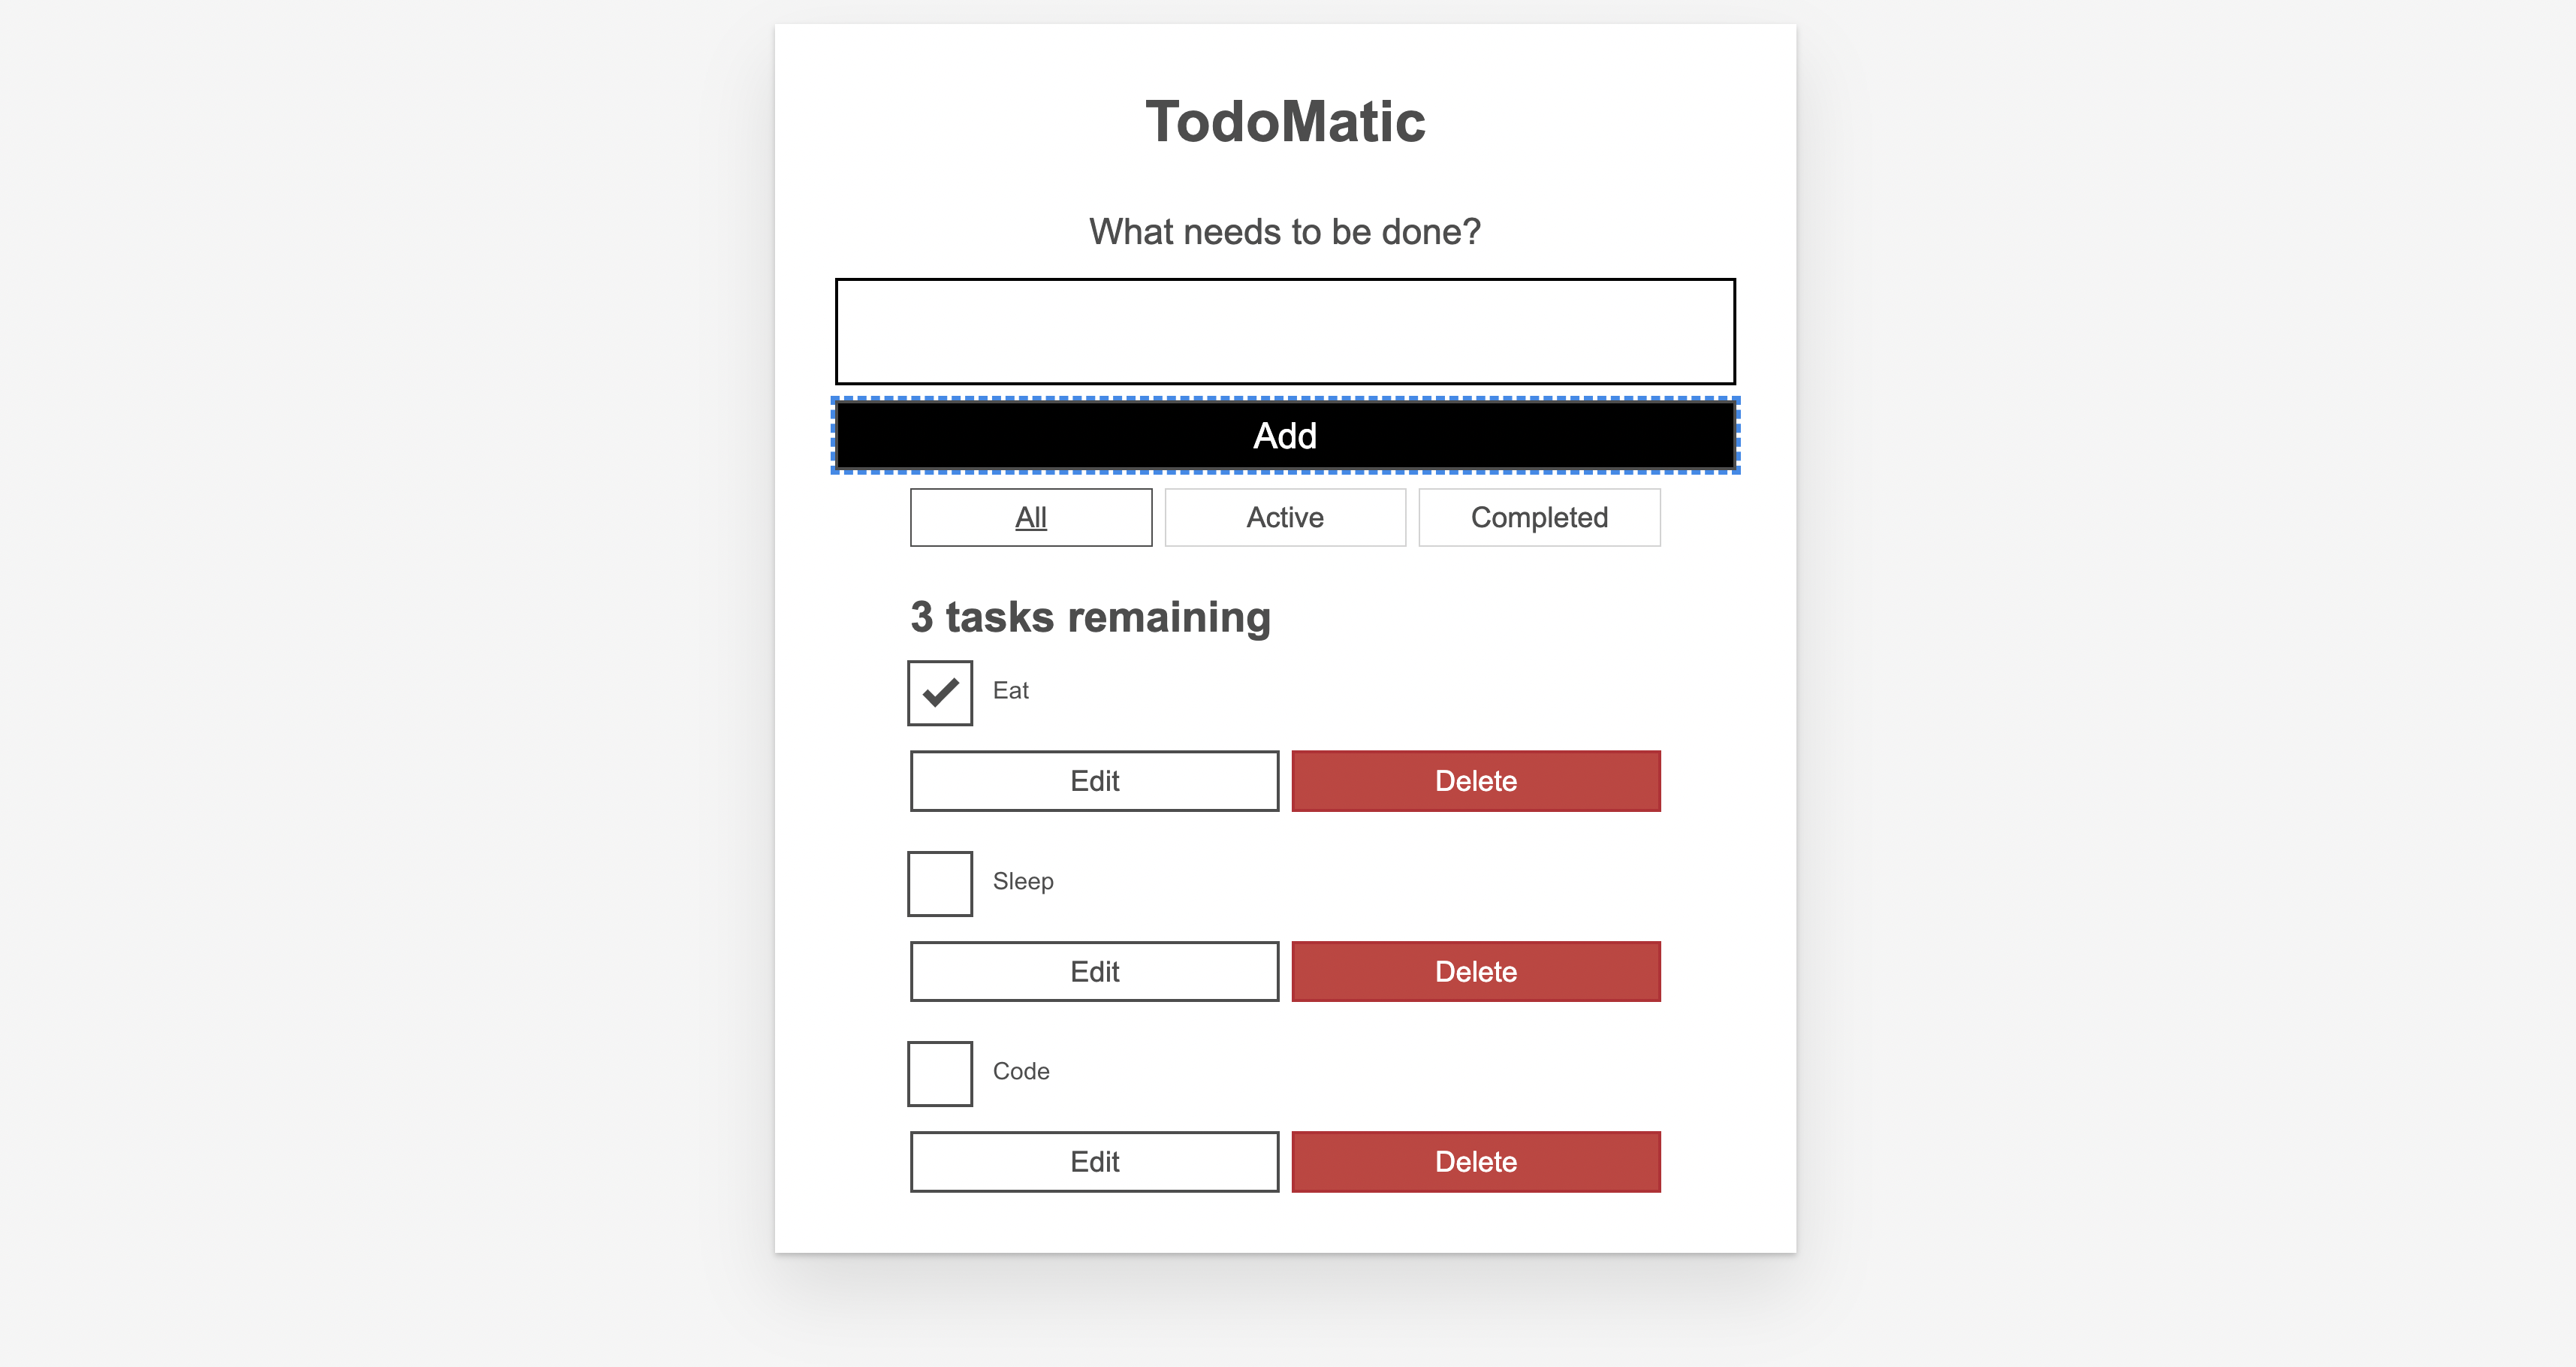 TodoMatic
What needs to be done?
Add
All Active Completed
3 tasks remaining
Eat
Edit Delete
Sleep
Edit Delete
Code
Edit Delete